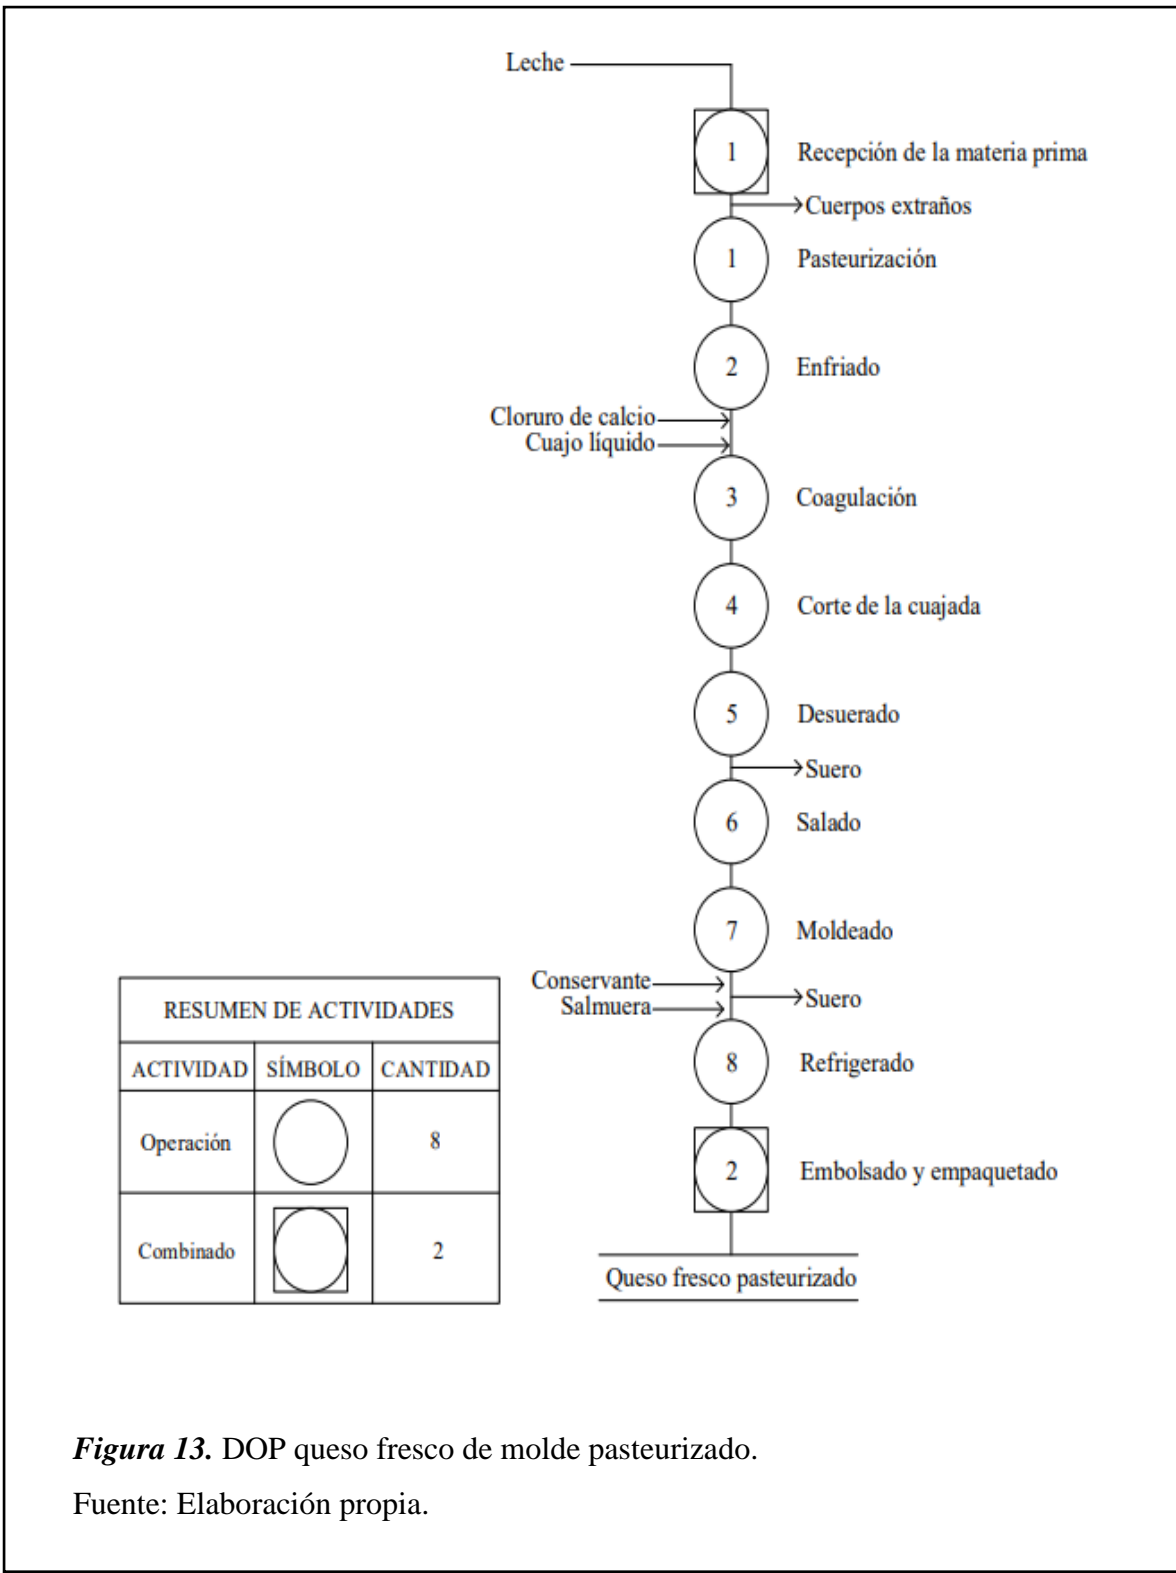 Leche
1 Recepción de la materia prima
Cuerpos extraños
1 Pasteurización
2 Enfriado
Cloruro de calcio
Cuajo líquido
3 Coagulación
4 Corte de la cuajada
5 Desuerado
Suero
6 Salado
7 Moldeado
Conservante
Salmuera
Suero
8 Refrigerado
2 Embolsado y empaquetado
Queso fresco pasteurizado
RESUMEN DE ACTIVIDADES
ACTIVIDAD SÍMBOLO CANTIDAD
Operación 8
Combinado 2
Figura 13. DOP queso fresco de molde pasteurizado.
Fuente: Elaboración propia.